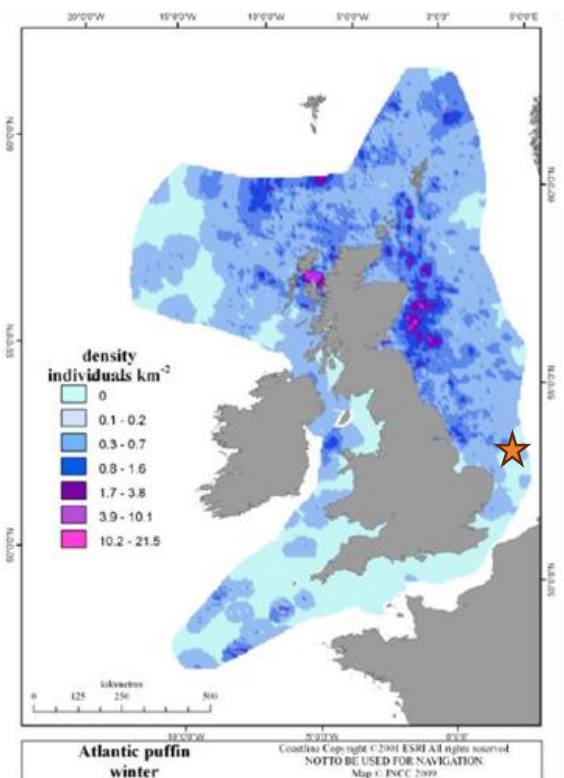 20°0'0"W 15°0'0"W 10°0'0"W 5°0'0"W 0°0'0" 5°0'0"E
60°0'0"N
60°0'0"N
55°0'0"N
55°0'0"N
density
individuals km⁻²
0
0.1 - 0.2
0.3 - 0.7
0.8 - 1.6
1.7 - 3.8
3.9 - 10.1
10.2 - 21.5
50°0'0"N
50°0'0"N
kilometres
0 125 250 500
10°0'0"W 5°0'0"W 0°0'0"
Atlantic puffin
winter
Coastline Copyright ©2001 ESRI All rights reserved
NOT TO BE USED FOR NAVIGATION.
Map © JNCC 2009